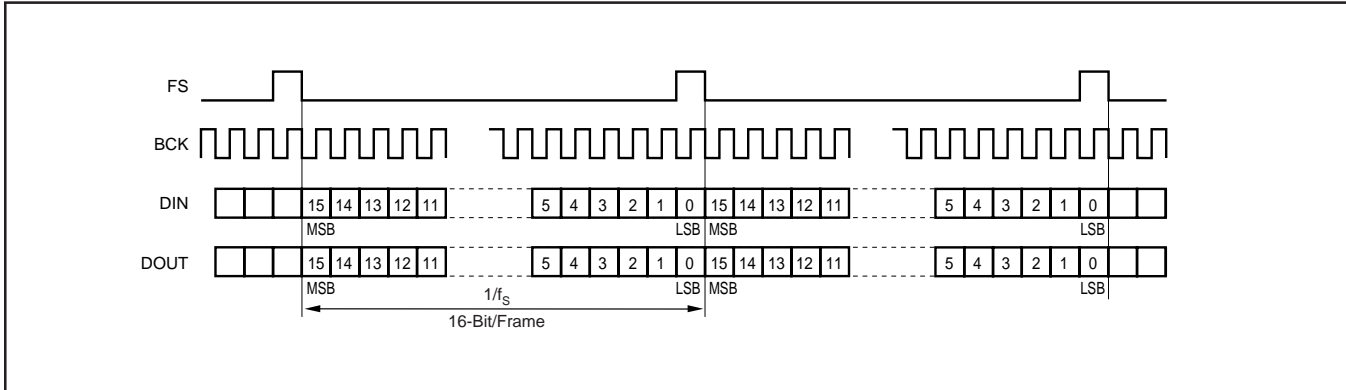 FS
BCK
DIN 15 14 13 12 11 5 4 3 2 1 0 15 14 13 12 11 5 4 3 2 1 0
MSB LSB MSB LSB
DOUT 15 14 13 12 11 5 4 3 2 1 0 15 14 13 12 11 5 4 3 2 1 0
MSB LSB MSB LSB
1/fS
16-Bit/Frame